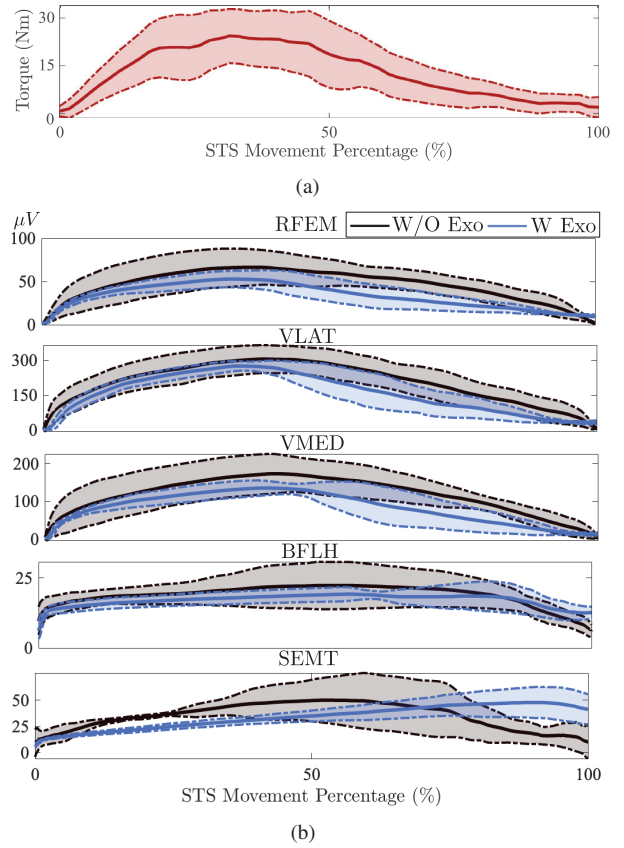 Torque (Nm)
30
15
0
0 50 100
STS Movement Percentage (%)
(a)
μV
RFEM W/O Exo W Exo
100
50
0
VLAT
300
150
0
VMED
200
100
0
BFLH
25
0
SEMT
50
25
0
0 50 100
STS Movement Percentage (%)
(b)